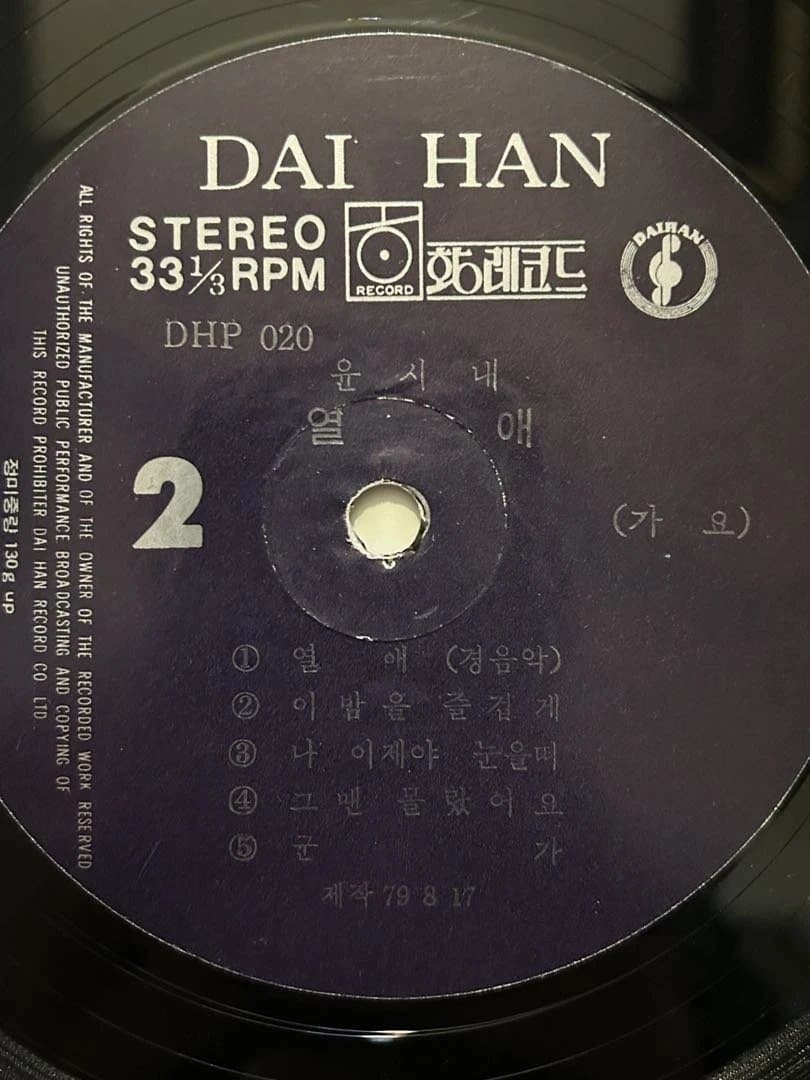 DAI HAN
STEREO
33 1/3 RPM
RECORD
레코드
DAIHAN
DHP 020
윤 시 내
열 애
2
(가 요)
① 열 애 (경음악)
② 이 밤 을 즐 겁 게
③ 나 이제야 눈을떠
④ 그 땐 몰 랐 어 요
⑤ 군 가
제작 79 8 17
ALL RIGHTS OF THE MANUFACTURER AND OF THE OWNER OF THE RECORDED WORK RESERVED
UNAUTHORIZED PUBLIC PERFORMANCE BROADCASTING AND COPYING OF
THIS RECORD PROHIBITER DAI HAN RECORD CO LTD.
정미중량 130g up